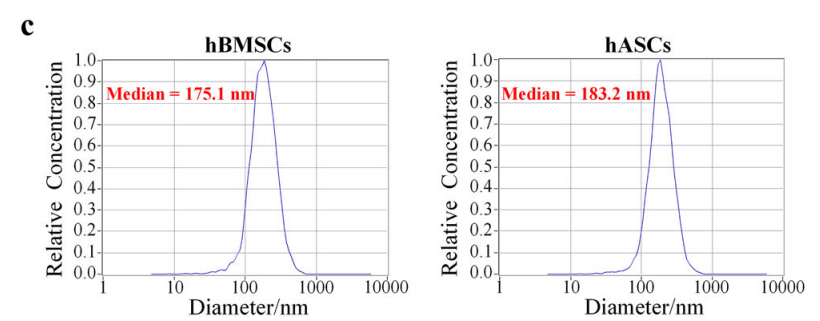 c
hBMSCs
Relative Concentration
1.0
0.9
0.8
0.7
0.6
0.5
0.4
0.3
0.2
0.1
0.0
Median = 175.1 nm
1 10 100 1000 10000
Diameter/nm
hASCs
Relative Concentration
1.0
0.9
0.8
0.7
0.6
0.5
0.4
0.3
0.2
0.1
0.0
Median = 183.2 nm
1 10 100 1000 10000
Diameter/nm